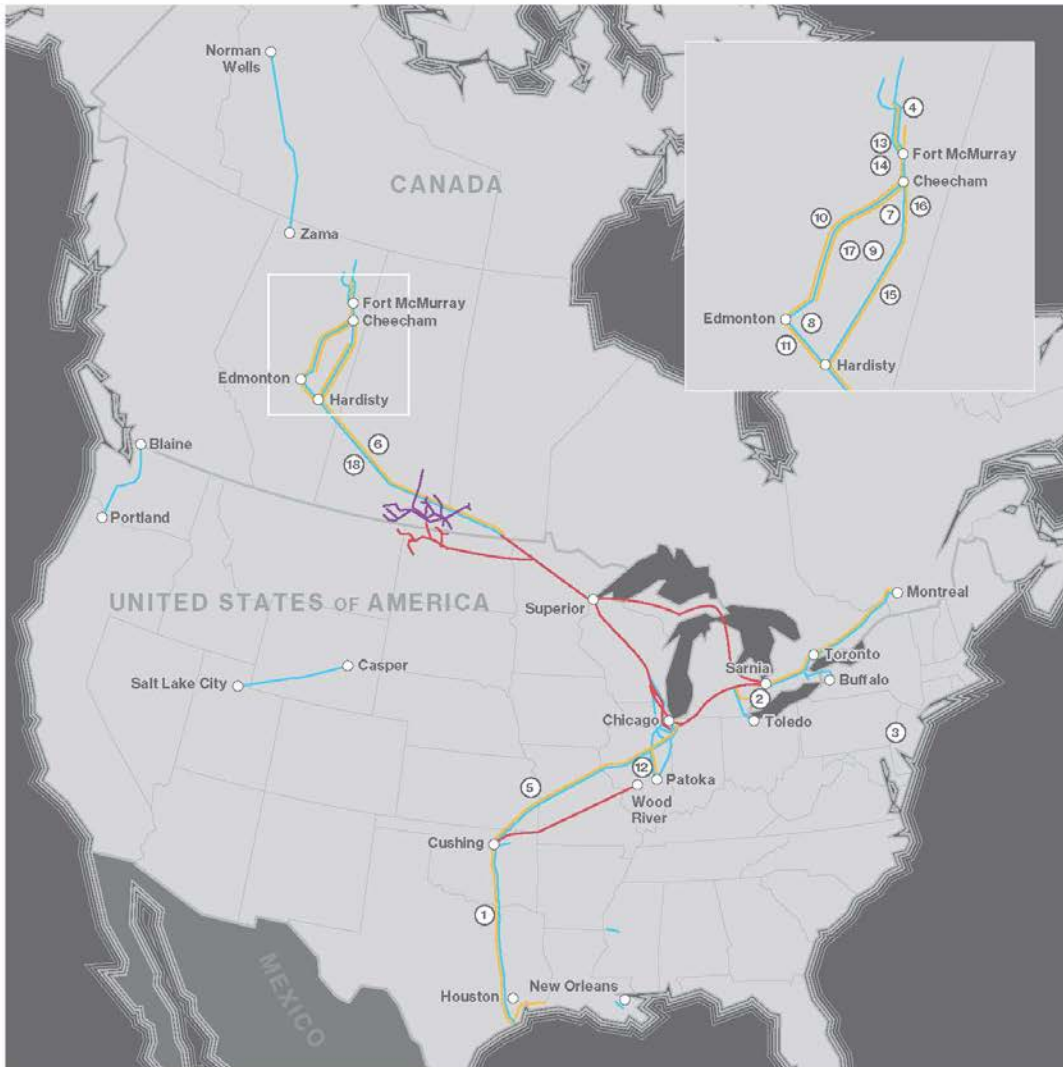 Norman
Wells
CANADA
Zama
Fort McMurray
Cheecham
Edmonton
Hardisty
6
18
Blaine
Portland
4
13
Fort McMurray
14
Cheecham
16
10
7
17
9
15
Edmonton
8
11
Hardisty
UNITED STATES OF AMERICA
Superior
Montreal
Toronto
Sarnia
Buffalo
2
Casper
Salt Lake City
Chicago
Toledo
3
12
Patoka
5
Wood
River
Cushing
1
MEXICO
Houston
New Orleans